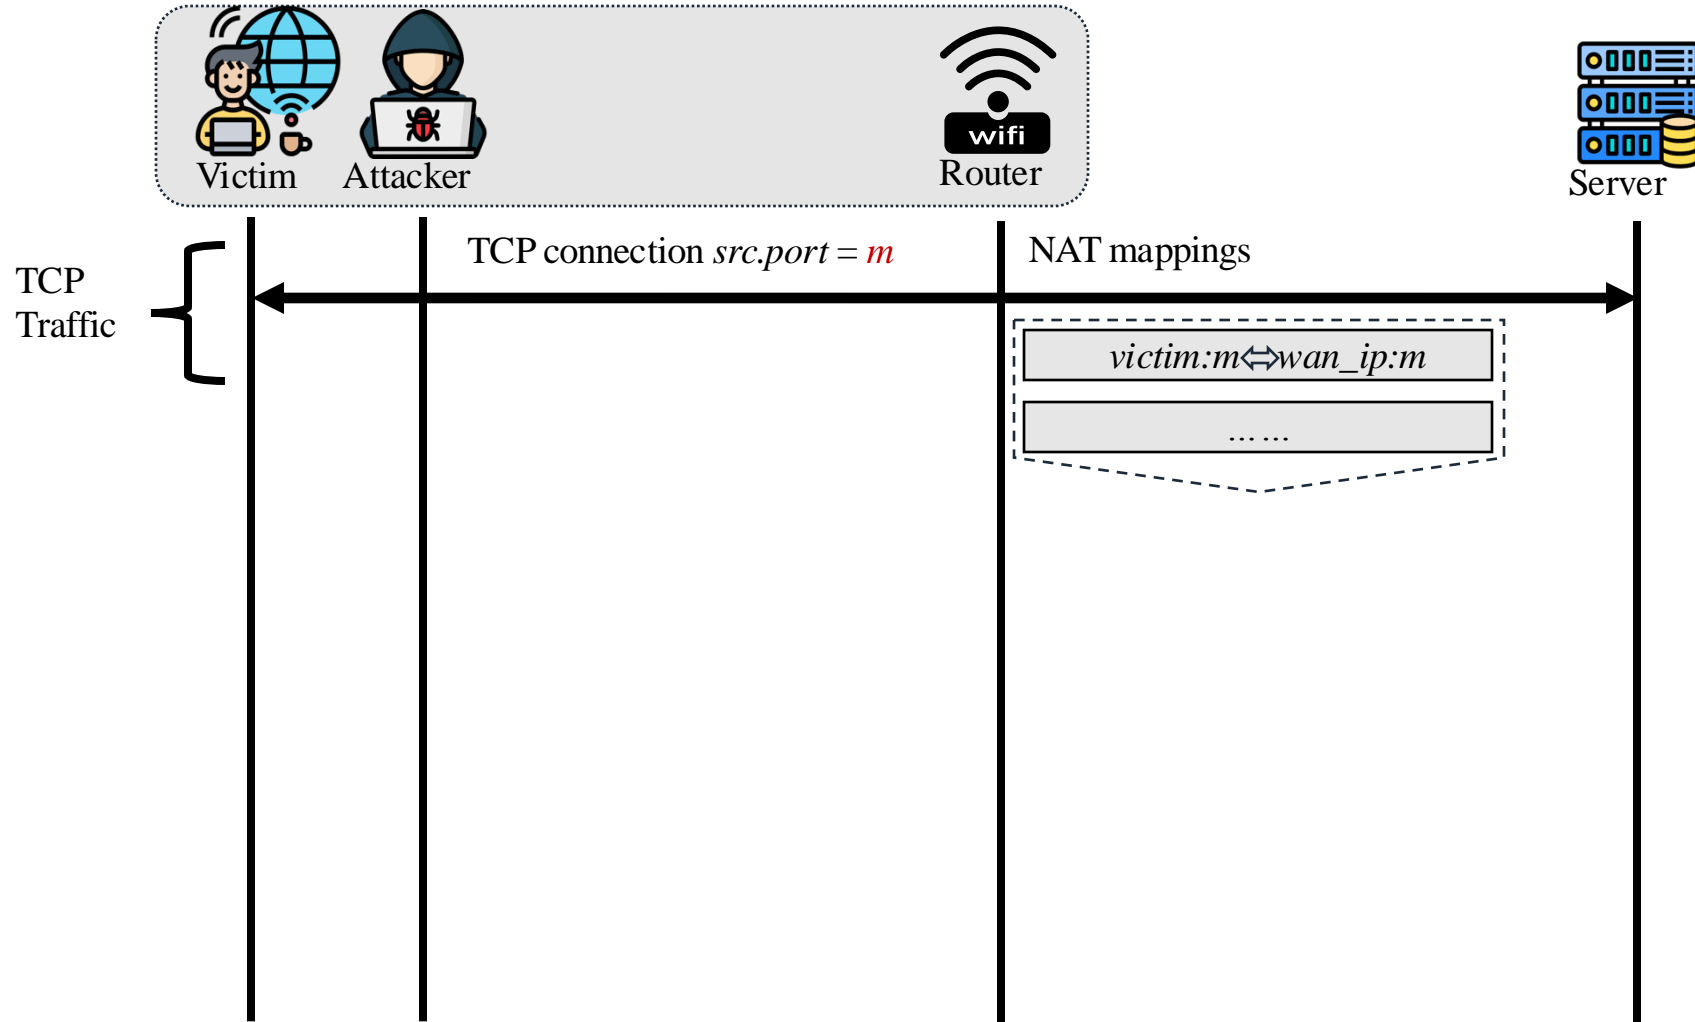 wifi
Victim
Attacker
Router
Server
TCP connection src.port = m
NAT mappings
TCP
Traffic
victim:m⇔wan_ip:m
... ...